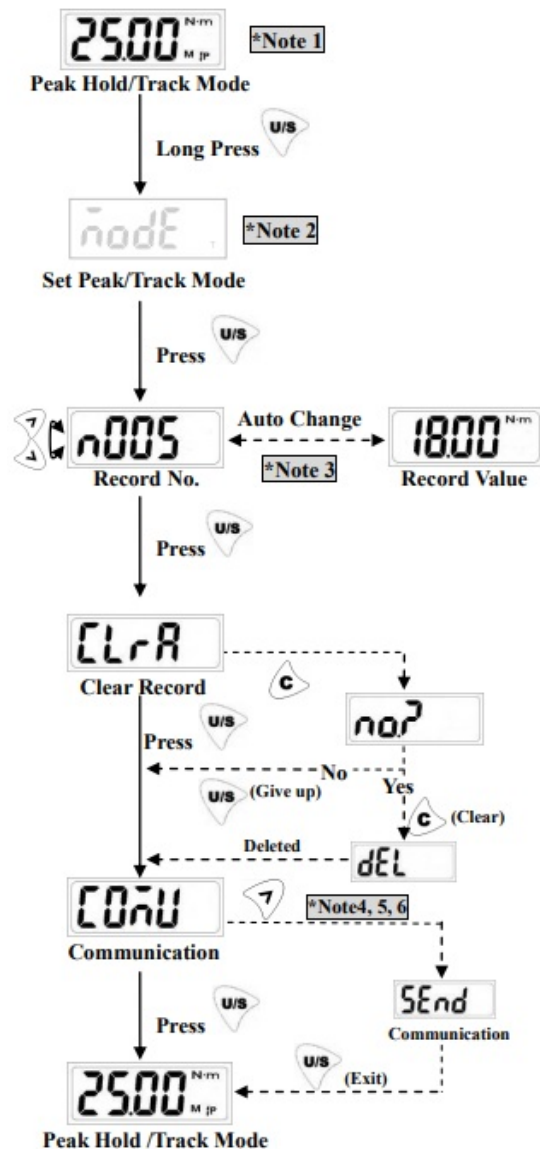 25.00 N·m M P
*Note 1
Peak Hold/Track Mode
U/S
Long Press
modE T
*Note 2
Set Peak/Track Mode
U/S
Press
n005
Auto Change
18.00 N·m
*Note 3
Record No.
Record Value
U/S
Press
CLrA
Clear Record
C
no.?
U/S
Press
No
Yes
U/S (Give up)
C (Clear)
Deleted
dEL
COmU
*Note4, 5, 6
Communication
SEnd
Communication
U/S
Press
U/S
(Exit)
25.00 N·m M P
Peak Hold /Track Mode